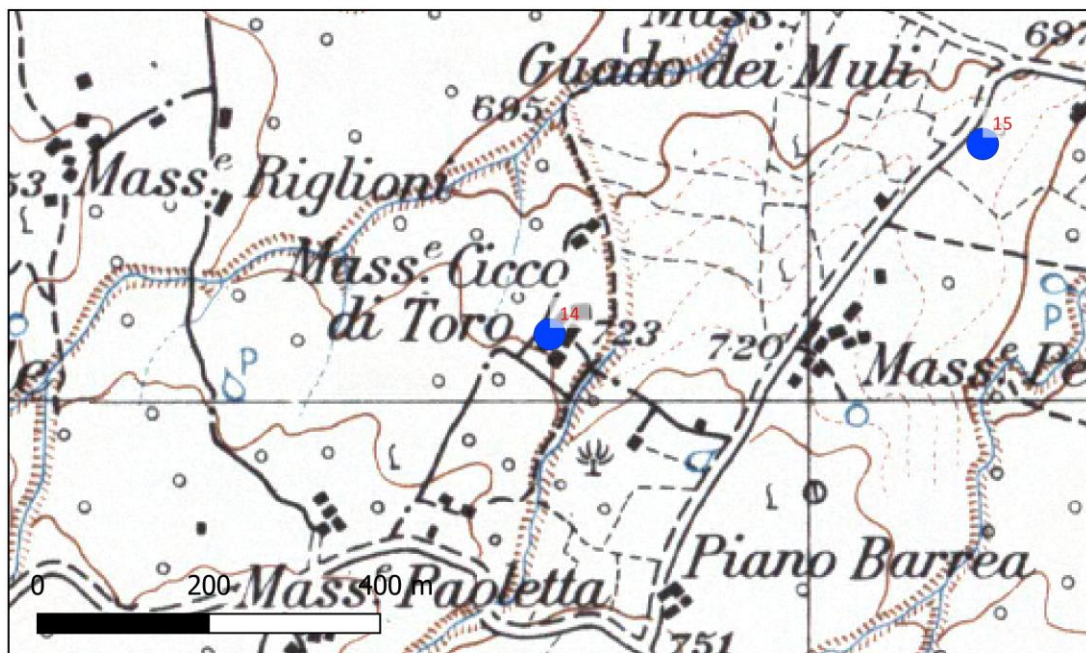 Mass.
697
Guado dei Muli
695
15
53
Mass.e Riglioni
Mass.e Cicco
di Toro
14
723
720
P
P
e
Mass.e Pe
Piano Barrea
0 200 400 m
Mass.e Paoletta
751